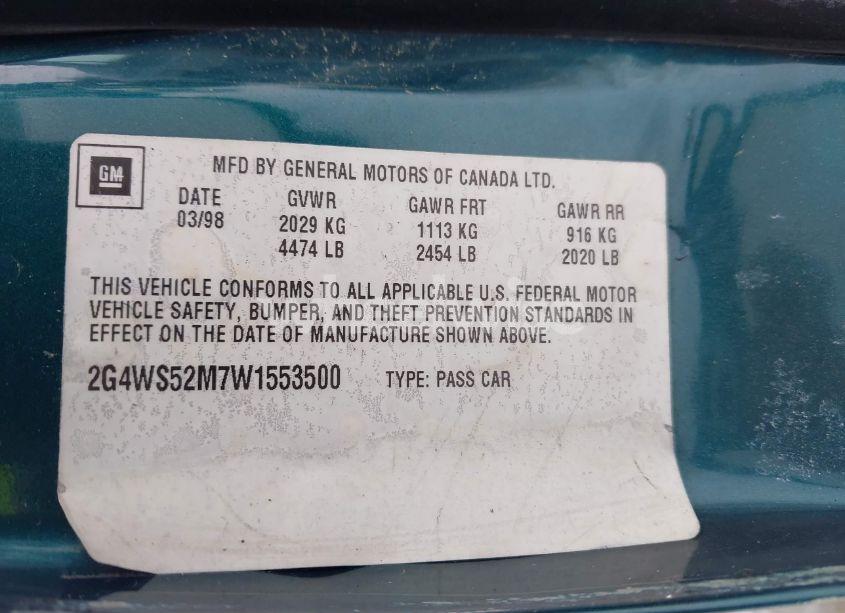 GM
MFD BY GENERAL MOTORS OF CANADA LTD.
DATE GVWR GAWR FRT GAWR RR
03/98 2029 KG 1113 KG 916 KG
4474 LB 2454 LB 2020 LB
THIS VEHICLE CONFORMS TO ALL APPLICABLE U.S. FEDERAL MOTOR
VEHICLE SAFETY, BUMPER, AND THEFT PREVENTION STANDARDS IN
EFFECT ON THE DATE OF MANUFACTURE SHOWN ABOVE.
2G4WS52M7W1553500 TYPE: PASS CAR